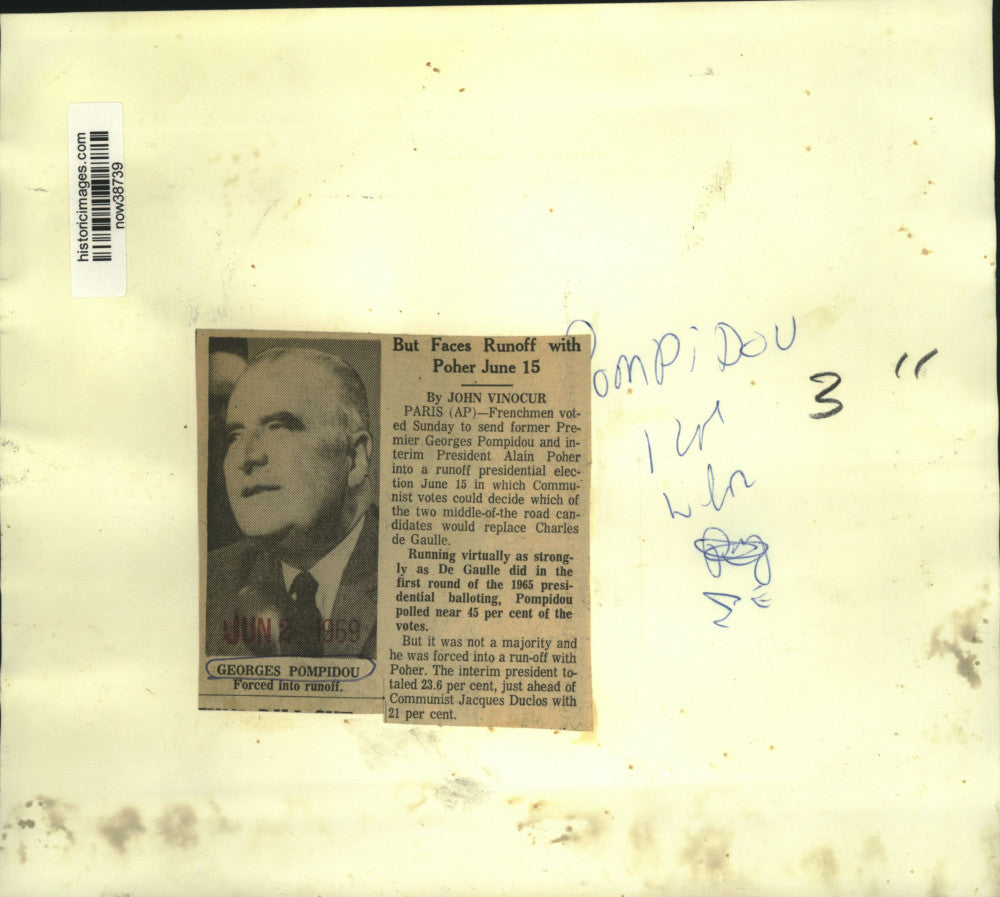 historicimages.com
now38739
But Faces Runoff with
Poher June 15
By JOHN VINOCUR
PARIS (AP)—Frenchmen vot-
ed Sunday to send former Pre-
mier Georges Pompidou and in-
terim President Alain Poher
into a runoff presidential elec-
tion June 15 in which Commu-
nist votes could decide which of
the two middle-of-the road can-
didates would replace Charles
de Gaulle.
Running virtually as strong-
ly as De Gaulle did in the
first round of the 1965 presi-
dential balloting, Pompidou
polled near 45 per cent of the
votes.
But it was not a majority and
he was forced into a run-off with
Poher. The interim president to-
taled 23.6 per cent, just ahead of
Communist Jacques Duclos with
21 per cent.
JUN 2 1969
GEORGES POMPIDOU
Forced into runoff.
Pompidou
3 "